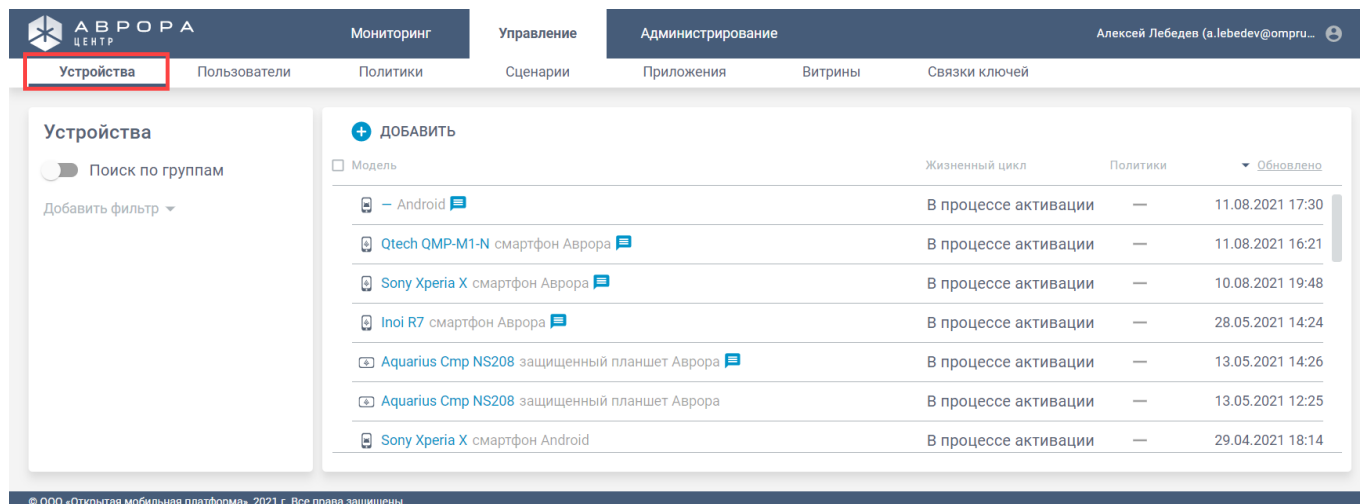 АВРОРА
ЦЕНТР
Мониторинг Управление Администрирование Алексей Лебедев (a.lebedev@ompru...
Устройства Пользователи Политики Сценарии Приложения Витрины Связки ключей
Устройства
ДОБАВИТЬ
Поиск по группам
Добавить фильтр
Модель Жизненный цикл Политики Обновлено
— Android В процессе активации — 11.08.2021 17:30
Qtech QMP-M1-N смартфон Аврора В процессе активации — 11.08.2021 16:21
Sony Xperia X смартфон Аврора В процессе активации — 10.08.2021 19:48
Inoi R7 смартфон Аврора В процессе активации — 28.05.2021 14:24
Aquarius Cmp NS208 защищенный планшет Аврора В процессе активации — 13.05.2021 14:26
Aquarius Cmp NS208 защищенный планшет Аврора В процессе активации — 13.05.2021 12:25
Sony Xperia X смартфон Android В процессе активации — 29.04.2021 18:14
© ООО «Открытая мобильная платформа», 2021 г. Все права защищены